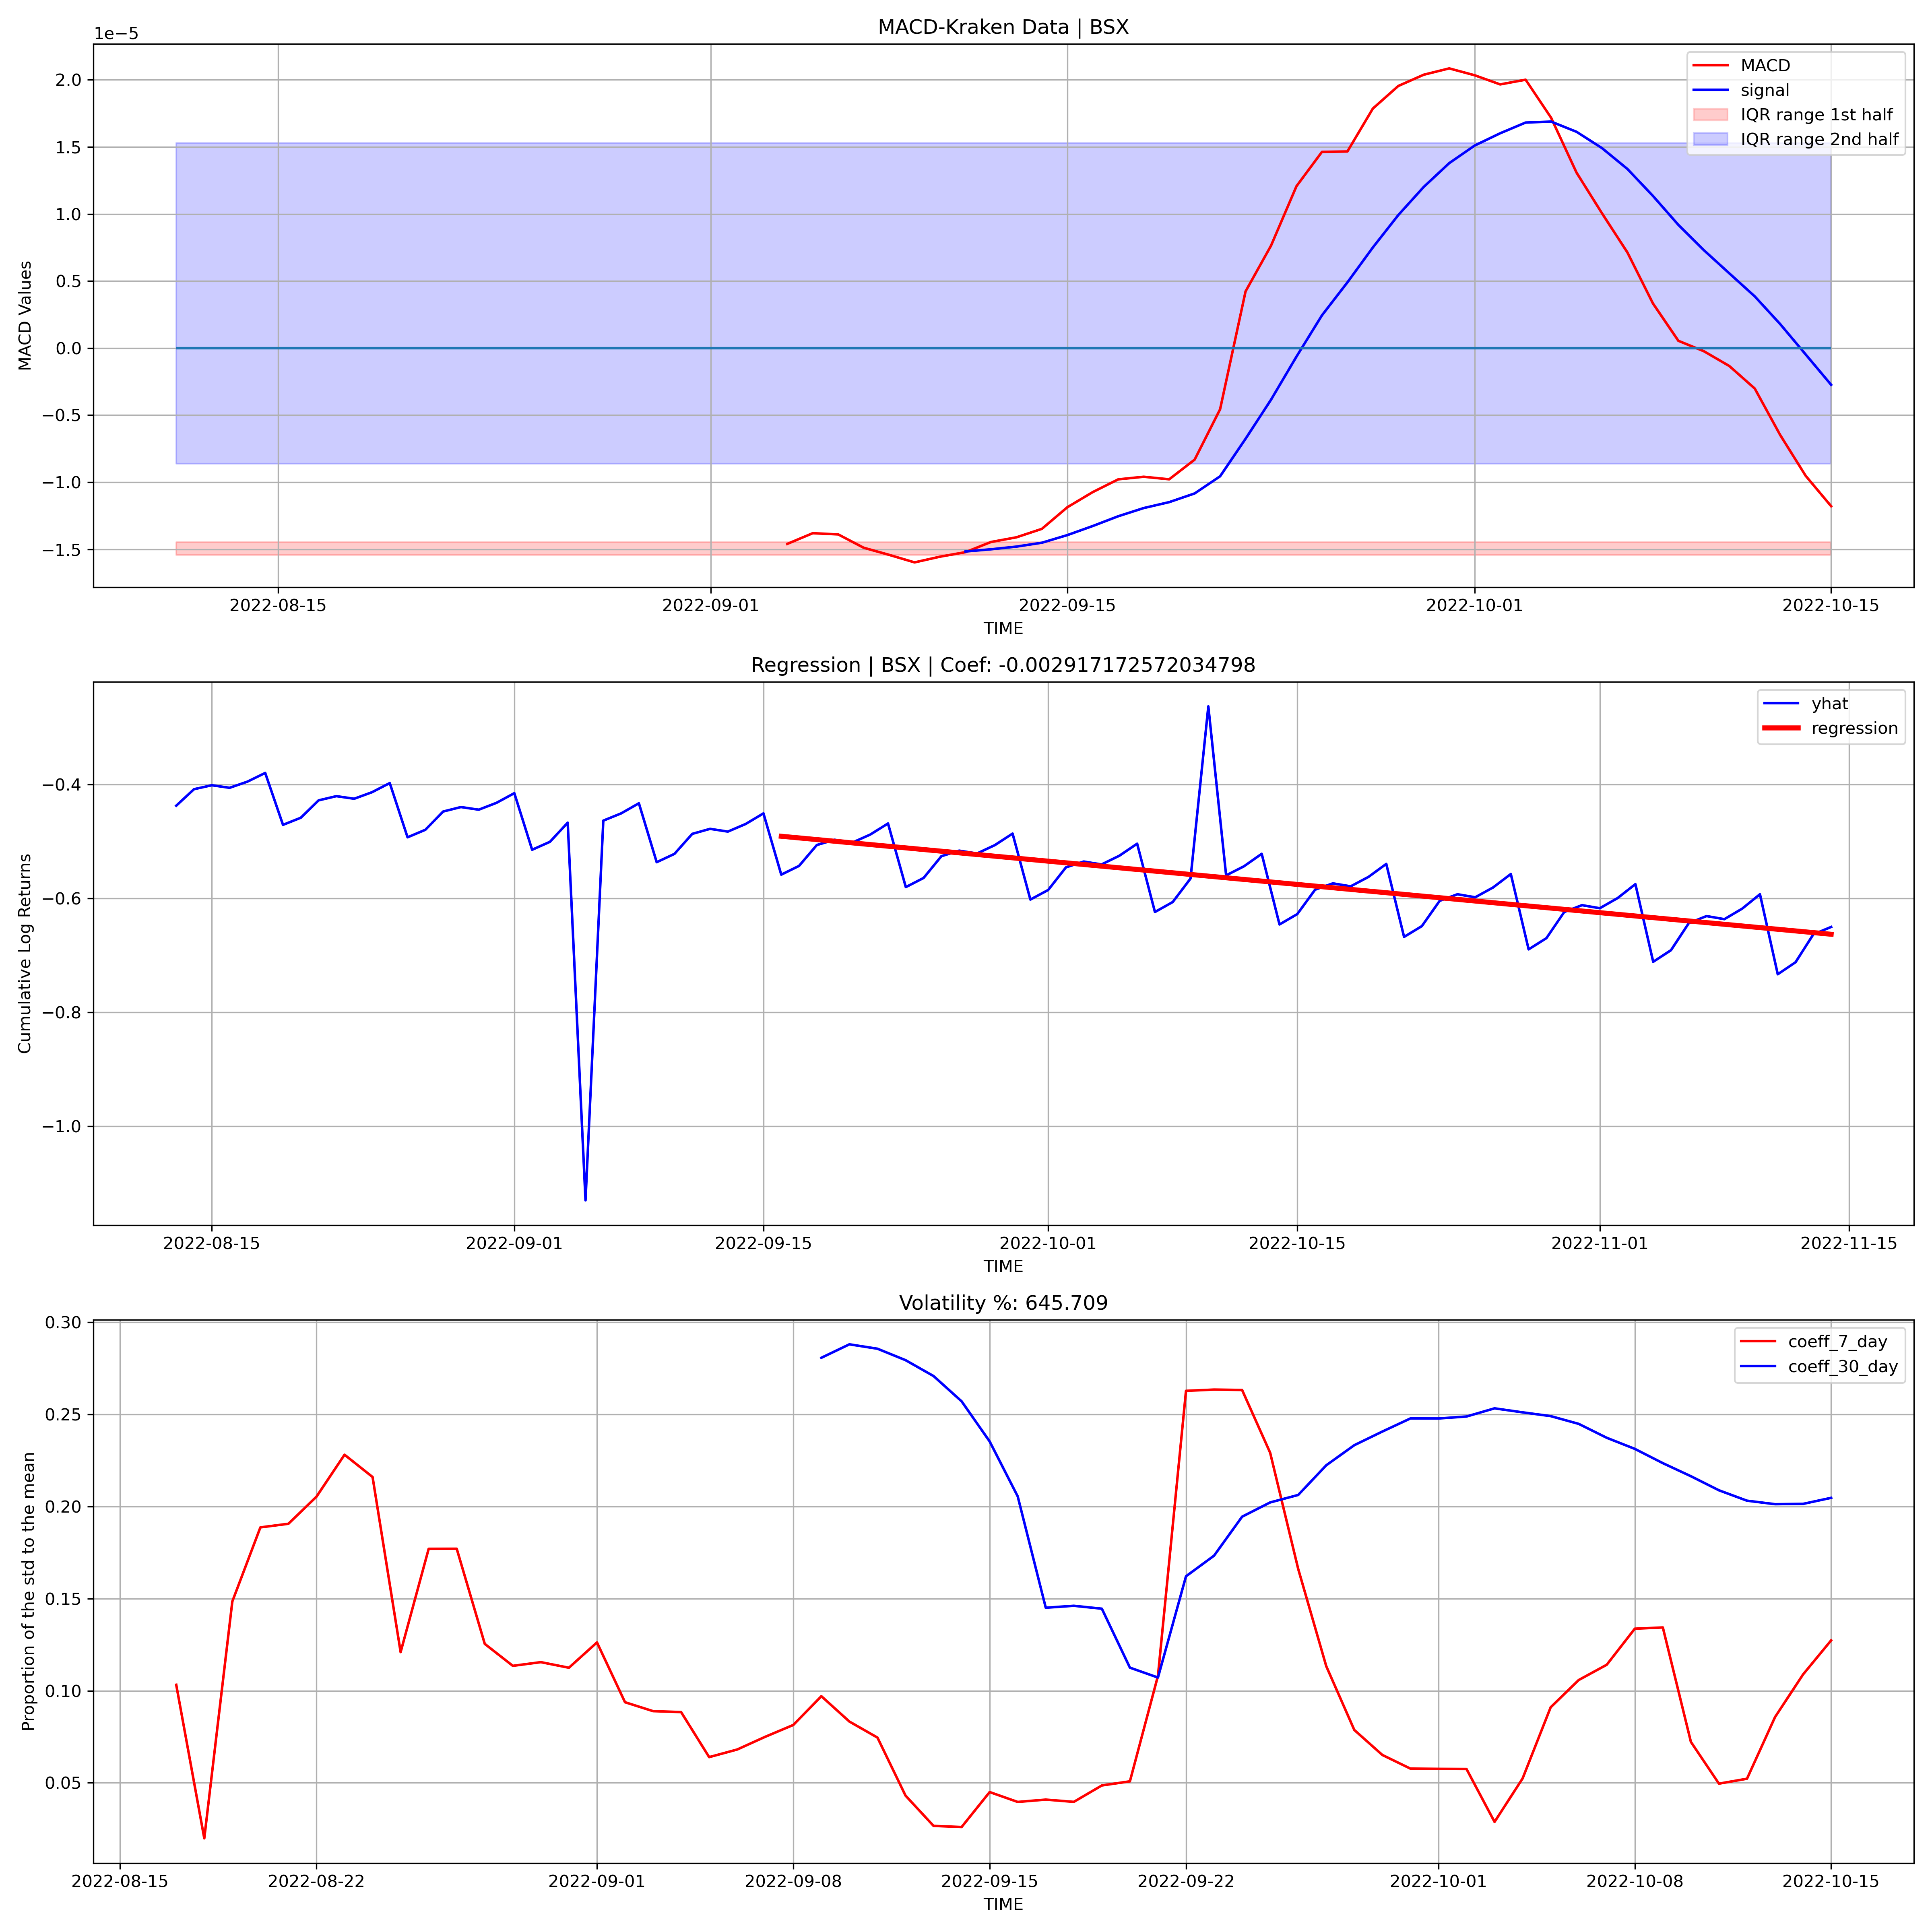 MACD-Kraken Data | BSX
1e−5
MACD
signal
IQR range 1st half
IQR range 2nd half
2.0
1.5
1.0
0.5
0.0
−0.5
−1.0
−1.5
MACD Values
2022-08-15 2022-09-01 2022-09-15 2022-10-01 2022-10-15
TIME
Regression | BSX | Coef: -0.002917172572034798
yhat
regression
−0.4
−0.6
−0.8
−1.0
Cumulative Log Returns
2022-08-15 2022-09-01 2022-09-15 2022-10-01 2022-10-15 2022-11-01 2022-11-15
TIME
Volatility %: 645.709
coeff_7_day
coeff_30_day
0.30
0.25
0.20
0.15
0.10
0.05
Proportion of the std to the mean
2022-08-15 2022-08-22 2022-09-01 2022-09-08 2022-09-15 2022-09-22 2022-10-01 2022-10-08 2022-10-15
TIME